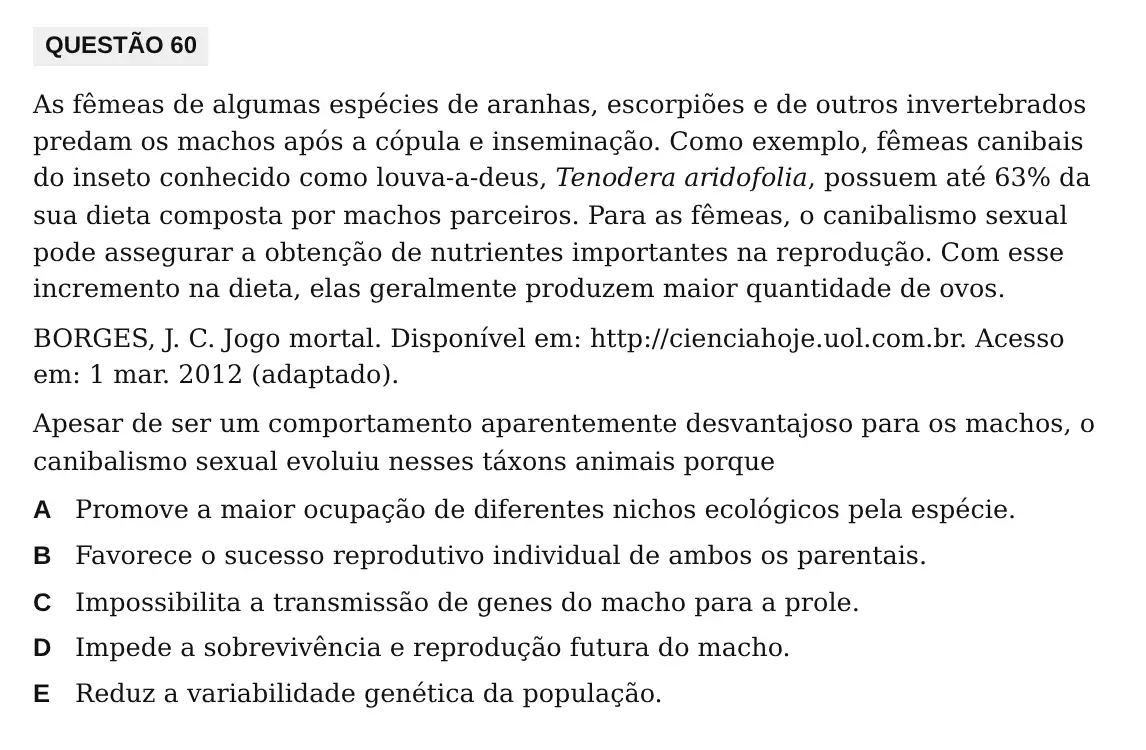 QUESTÃO 60
As fêmeas de algumas espécies de aranhas, escorpiões e de outros invertebrados
predam os machos após a cópula e inseminação. Como exemplo, fêmeas canibais
do inseto conhecido como louva-a-deus, Tenodera aridofolia, possuem até 63% da
sua dieta composta por machos parceiros. Para as fêmeas, o canibalismo sexual
pode assegurar a obtenção de nutrientes importantes na reprodução. Com esse
incremento na dieta, elas geralmente produzem maior quantidade de ovos.
BORGES, J. C. Jogo mortal. Disponível em: http://cienciahoje.uol.com.br. Acesso
em: 1 mar. 2012 (adaptado).
Apesar de ser um comportamento aparentemente desvantajoso para os machos, o
canibalismo sexual evoluiu nesses táxons animais porque
A Promove a maior ocupação de diferentes nichos ecológicos pela espécie.
B Favorece o sucesso reprodutivo individual de ambos os parentais.
C Impossibilita a transmissão de genes do macho para a prole.
D Impede a sobrevivência e reprodução futura do macho.
E Reduz a variabilidade genética da população.